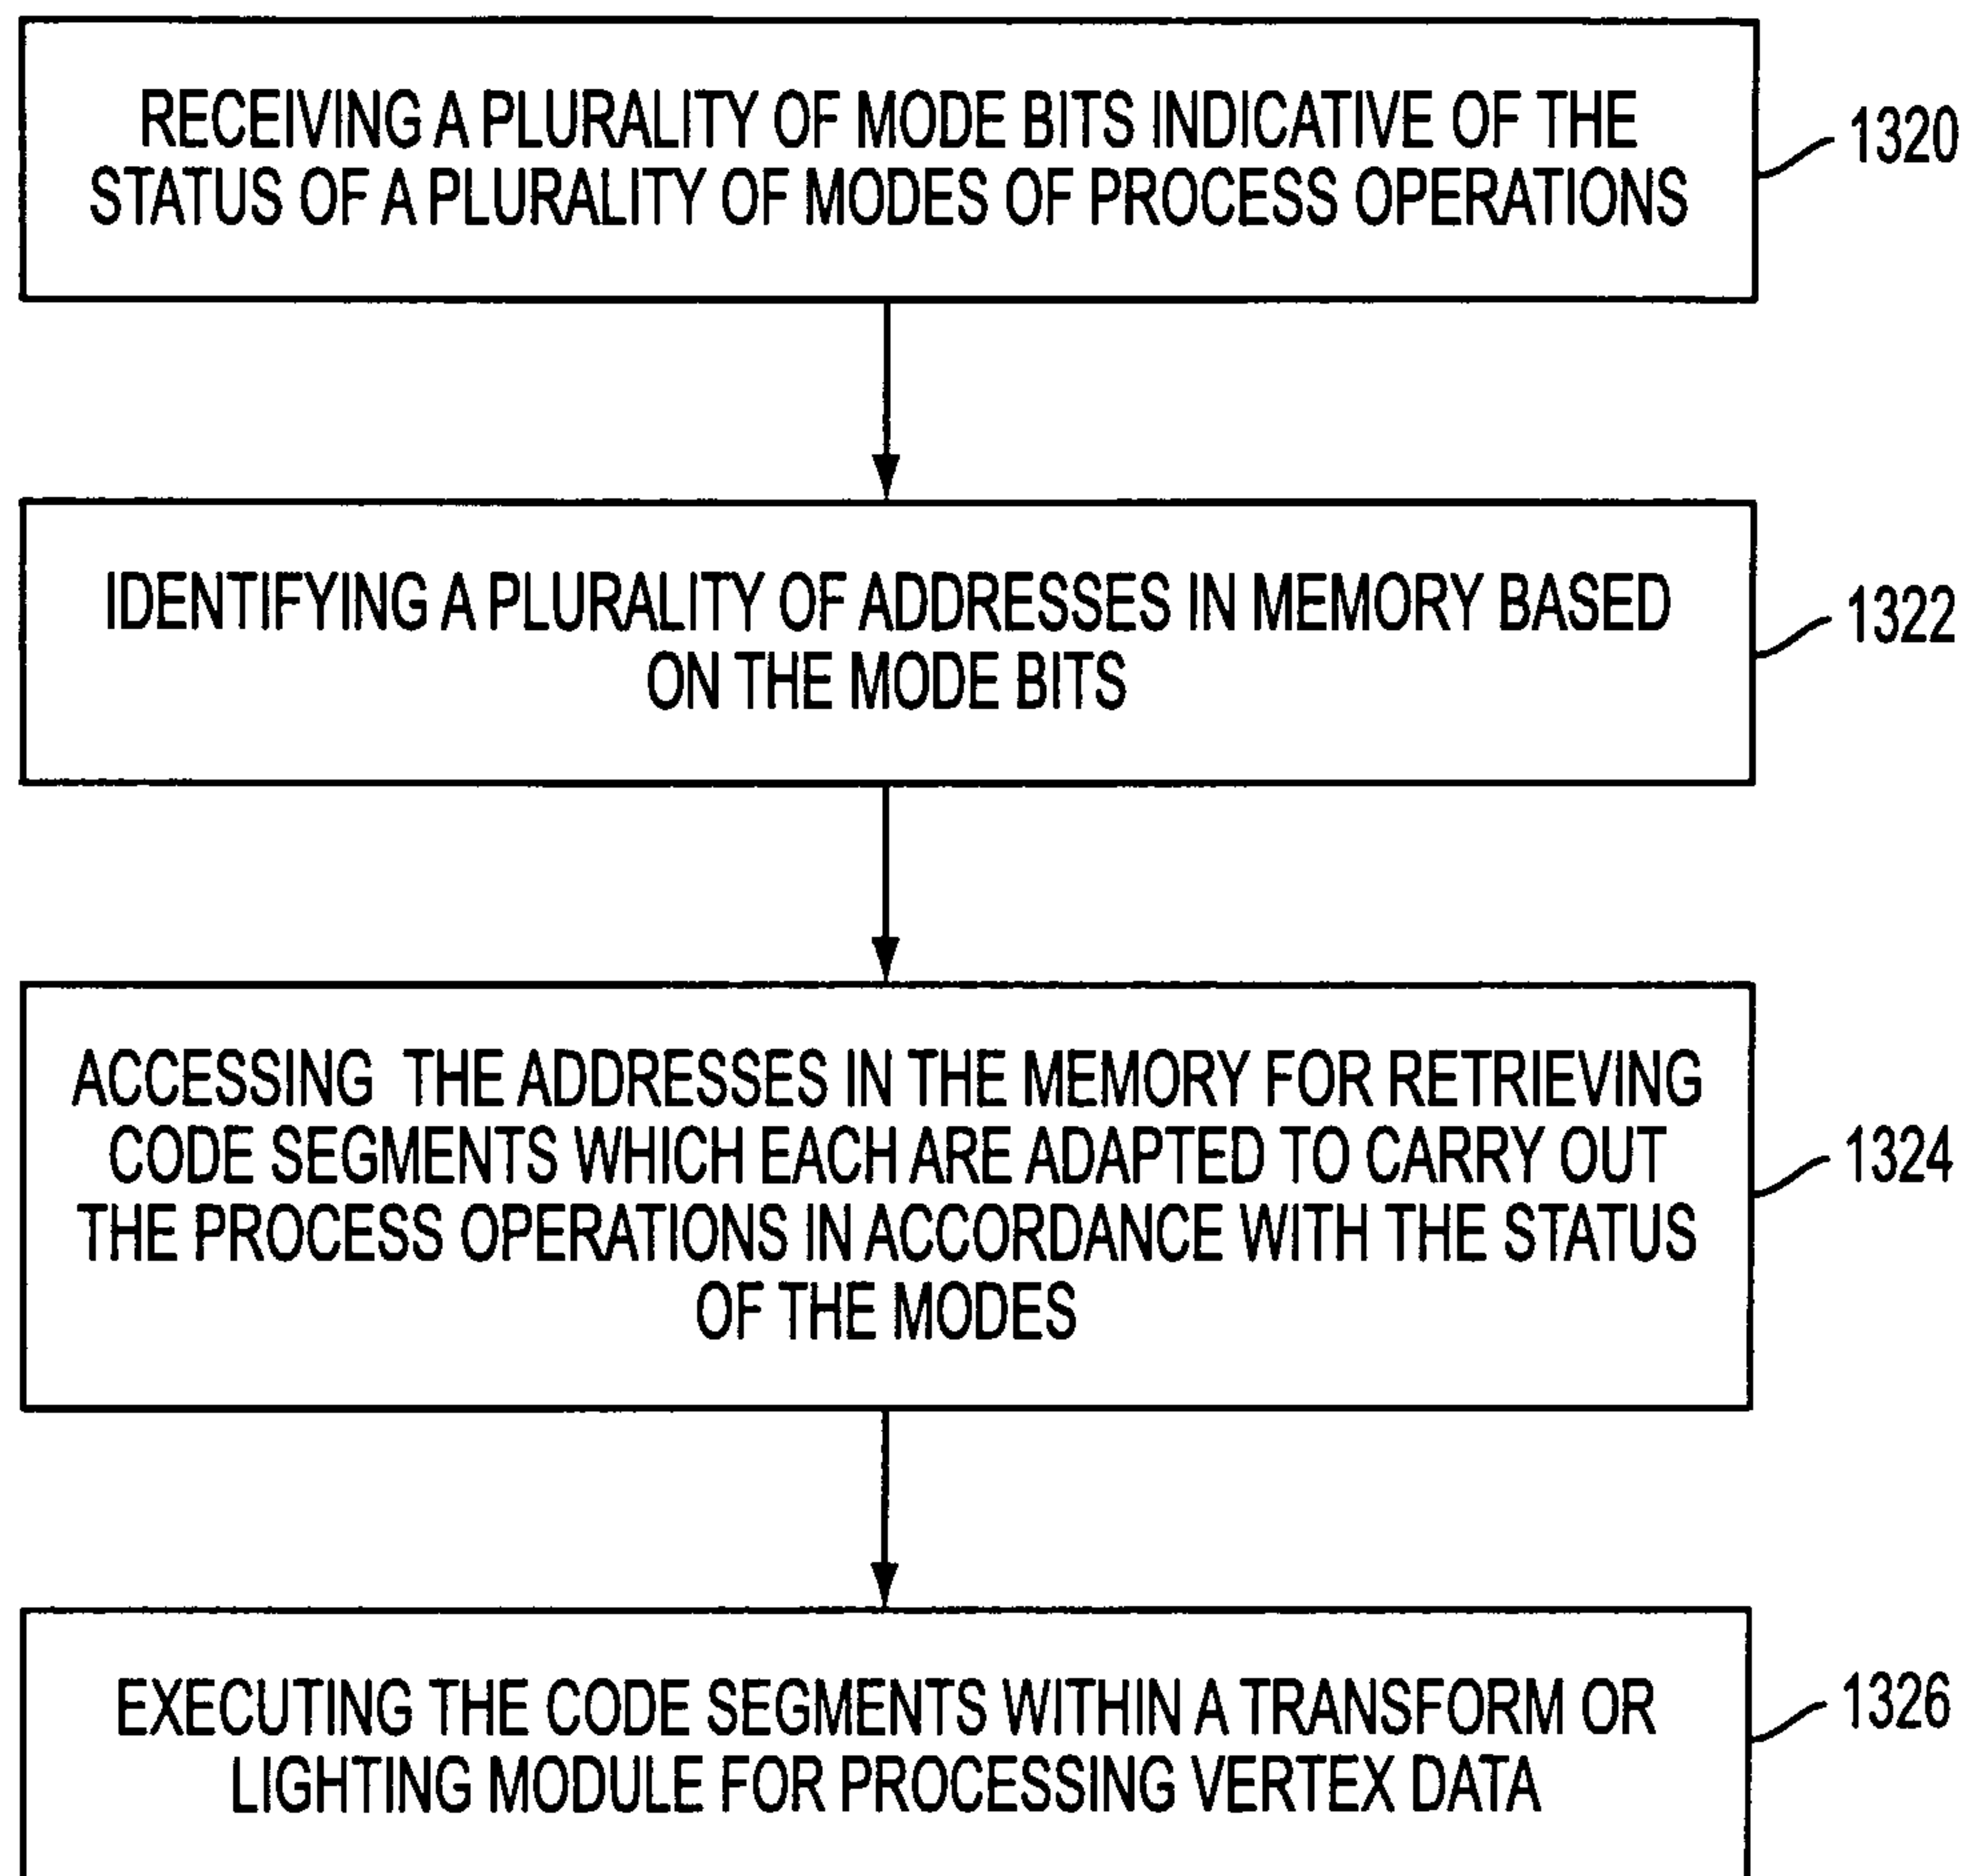 RECEIVING A PLURALITY OF MODE BITS INDICATIVE OF THE
STATUS OF A PLURALITY OF MODES OF PROCESS OPERATIONS
1320
IDENTIFYING A PLURALITY OF ADDRESSES IN MEMORY BASED
ON THE MODE BITS
1322
ACCESSING THE ADDRESSES IN THE MEMORY FOR RETRIEVING
CODE SEGMENTS WHICH EACH ARE ADAPTED TO CARRY OUT
THE PROCESS OPERATIONS IN ACCORDANCE WITH THE STATUS
OF THE MODES
1324
EXECUTING THE CODE SEGMENTS WITHIN A TRANSFORM OR
LIGHTING MODULE FOR PROCESSING VERTEX DATA
1326